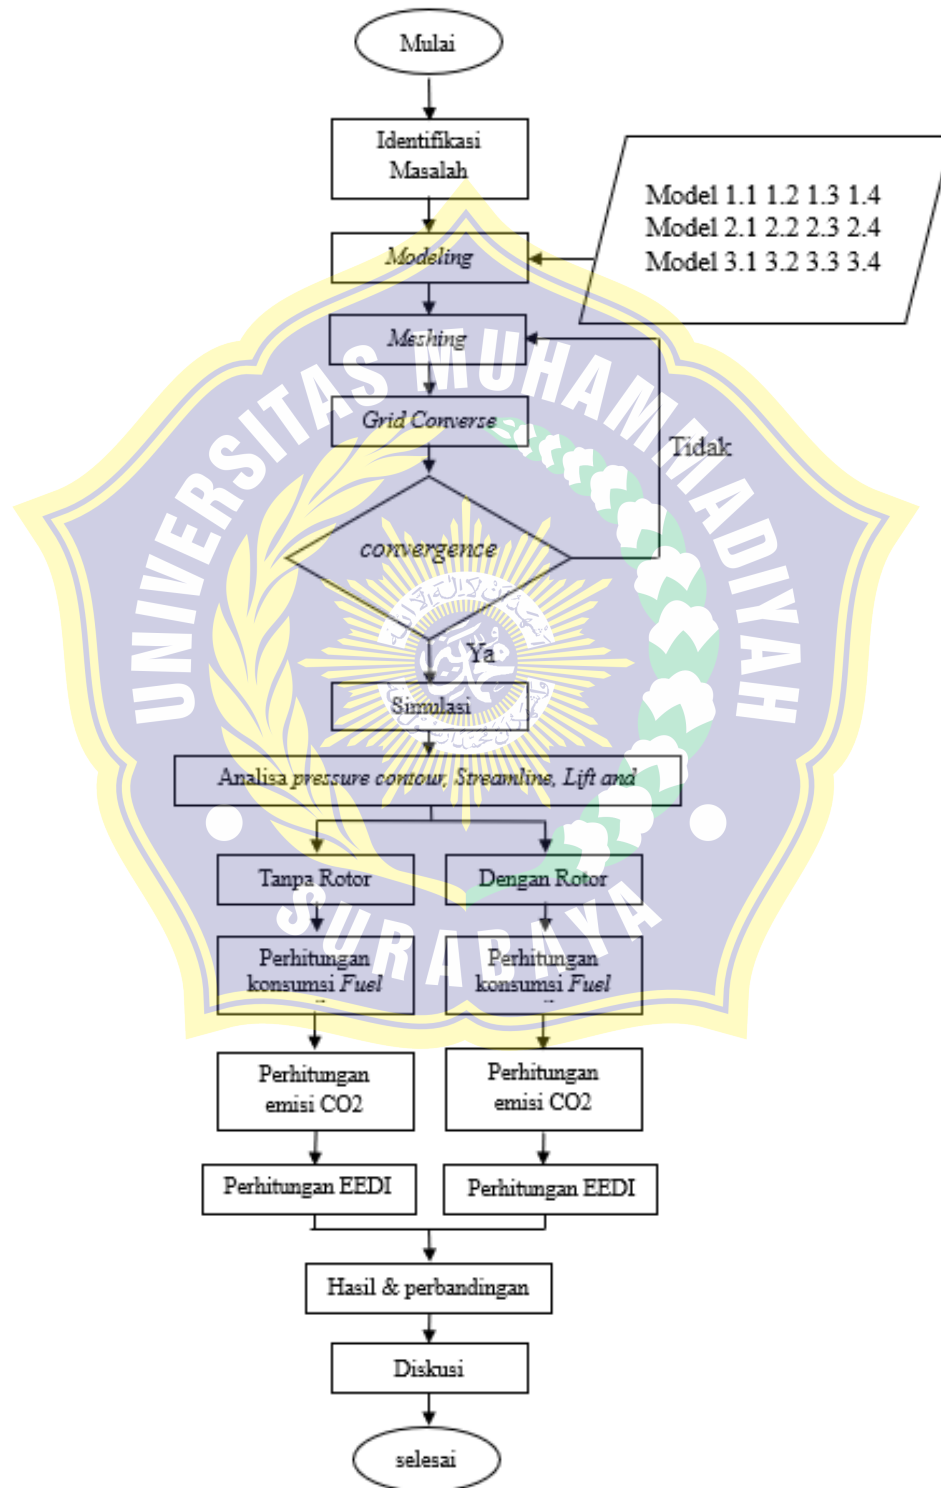 Mulai
Identifikasi
Masalah
Model 1.1 1.2 1.3 1.4
Model 2.1 2.2 2.3 2.4
Model 3.1 3.2 3.3 3.4
Modeling
Meshing
Grid Converse
Tidak
convergence
Ya
Simulasi
Analisa pressure contour, Streamline, Lift and
Tanpa Rotor
Dengan Rotor
Perhitungan
konsumsi Fuel
Perhitungan
konsumsi Fuel
Perhitungan
emisi CO2
Perhitungan
emisi CO2
Perhitungan EEDI
Perhitungan EEDI
Hasil & perbandingan
Diskusi
selesai
UNIVERSITAS MUHAMMADIYAH
SURABAYA